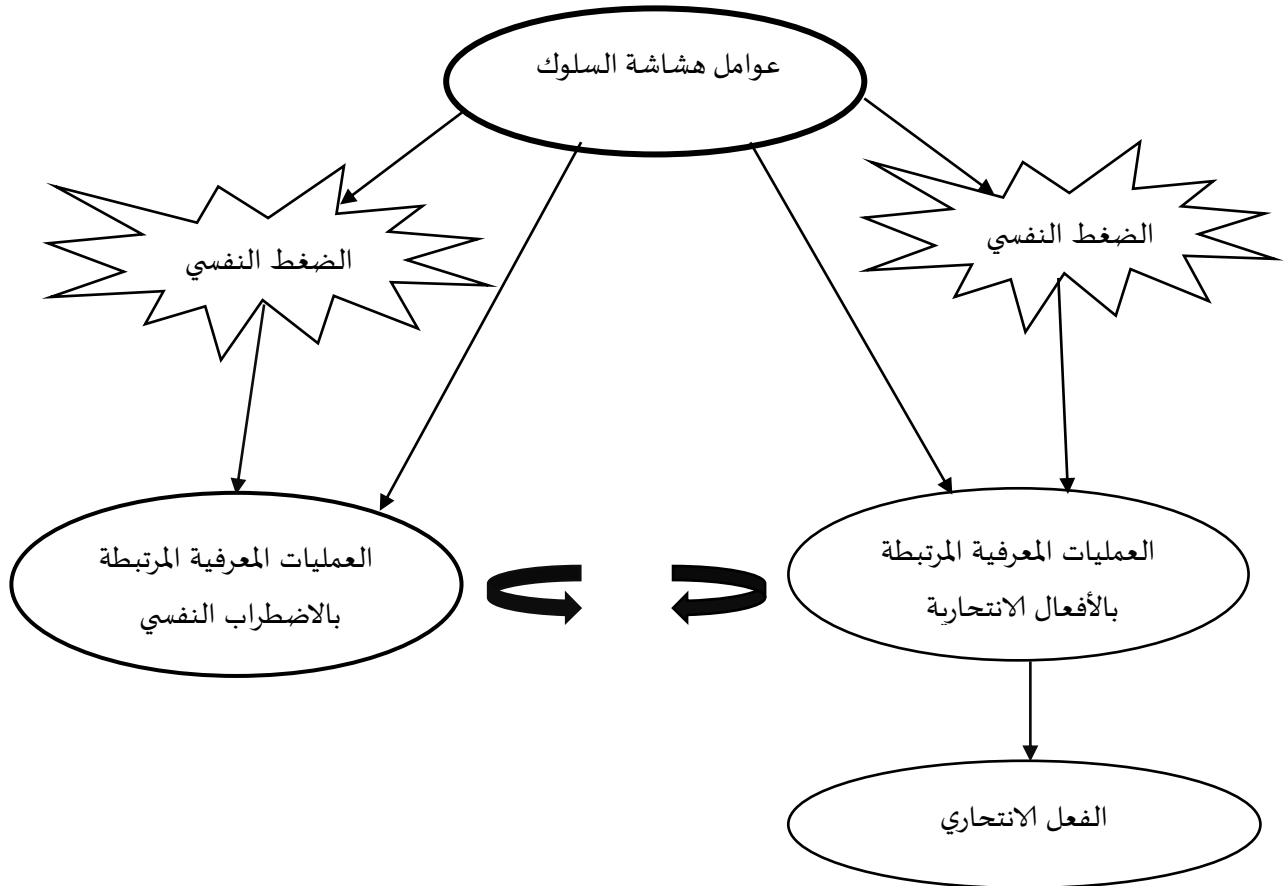 عوامل هشاشة السلوك
الضغط النفسي
الضغط النفسي
العمليات المعرفية المرتبطة
بالأفعال الانتحارية
العمليات المعرفية المرتبطة
بالاضطراب النفسي
الفعل الانتحاري